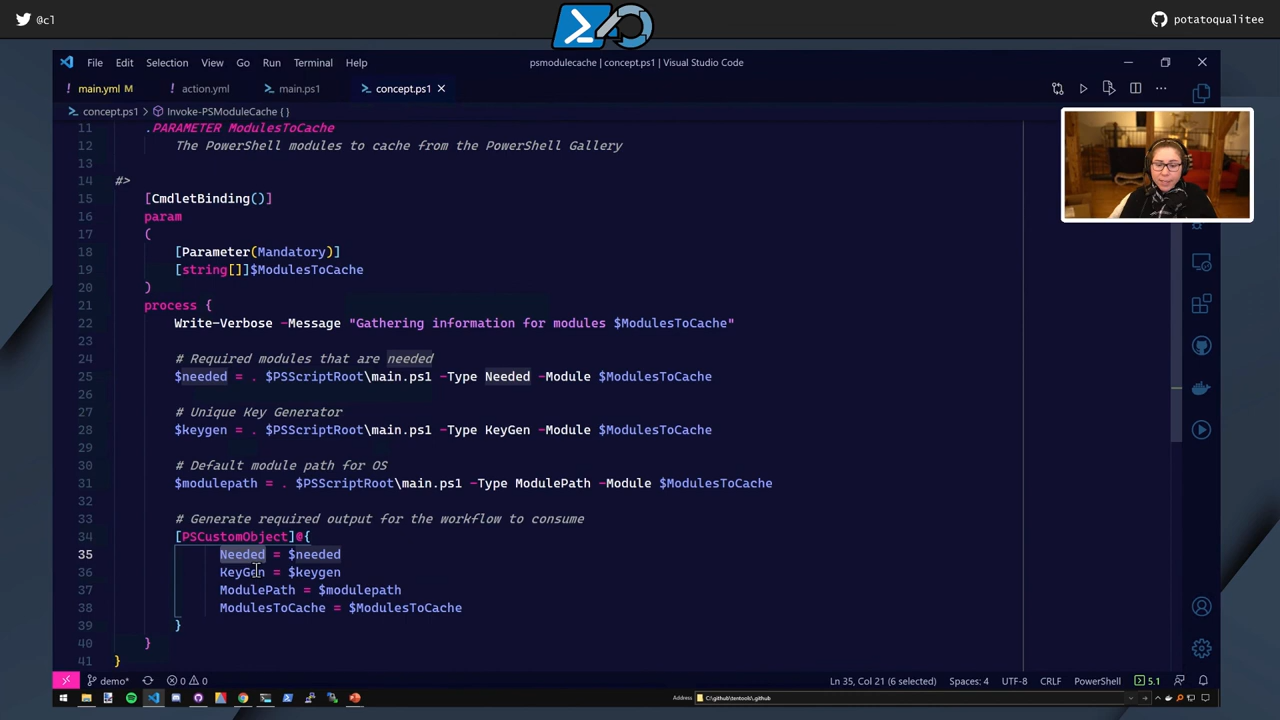 @cl
potatoqualitee
File Edit Selection View Go Run Terminal Help
psmodulecache | concept.ps1 | Visual Studio Code
! main.yml M
! action.yml
main.ps1
concept.ps1
concept.ps1 > Invoke-PSModuleCache { }
11 .PARAMETER ModulesToCache
12 The PowerShell modules to cache from the PowerShell Gallery
13
14 #>
15 [CmdletBinding()]
16 param
17 (
18 [Parameter(Mandatory)]
19 [string[]]$ModulesToCache
20 )
21 process {
22 Write-Verbose -Message "Gathering information for modules $ModulesToCache"
23
24 # Required modules that are needed
25 $needed = . $PSScriptRoot\main.ps1 -Type Needed -Module $ModulesToCache
26
27 # Unique Key Generator
28 $keygen = . $PSScriptRoot\main.ps1 -Type KeyGen -Module $ModulesToCache
29
30 # Default module path for OS
31 $modulepath = . $PSScriptRoot\main.ps1 -Type ModulePath -Module $ModulesToCache
32
33 # Generate required output for the workflow to consume
34 [PSCustomObject]@{
35 Needed = $needed
36 KeyGen = $keygen
37 ModulePath = $modulepath
38 ModulesToCache = $ModulesToCache
39 }
40 }
41 }
demo* 0 0 Ln 35, Col 21 (6 selected) Spaces: 4 UTF-8 CRLF PowerShell 5.1
Address C:\github\tentools\.github